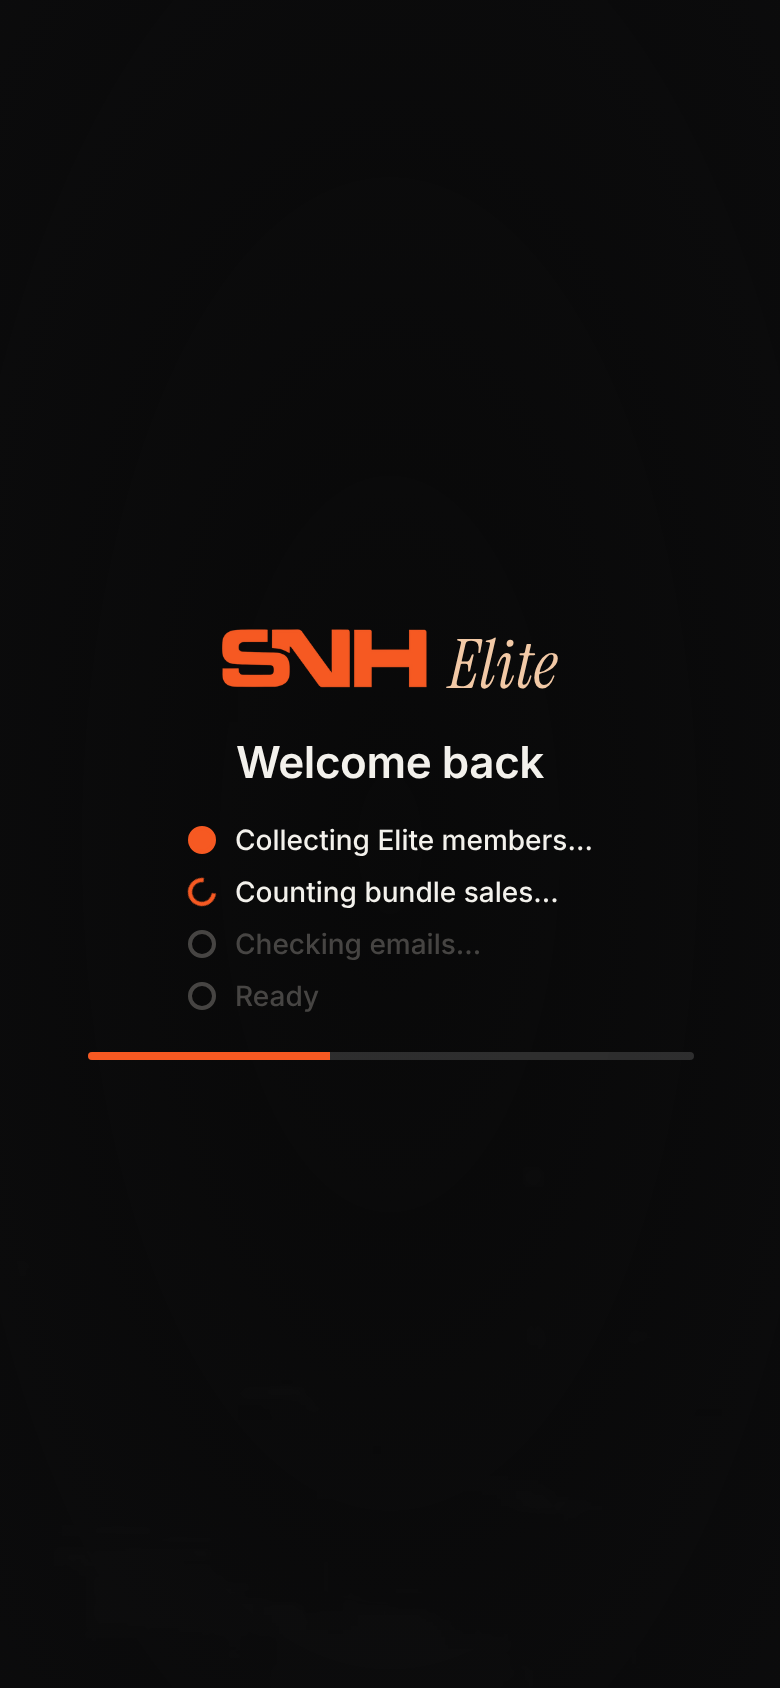 SNH Elite
Welcome back
Collecting Elite members...
Counting bundle sales...
Checking emails...
Ready